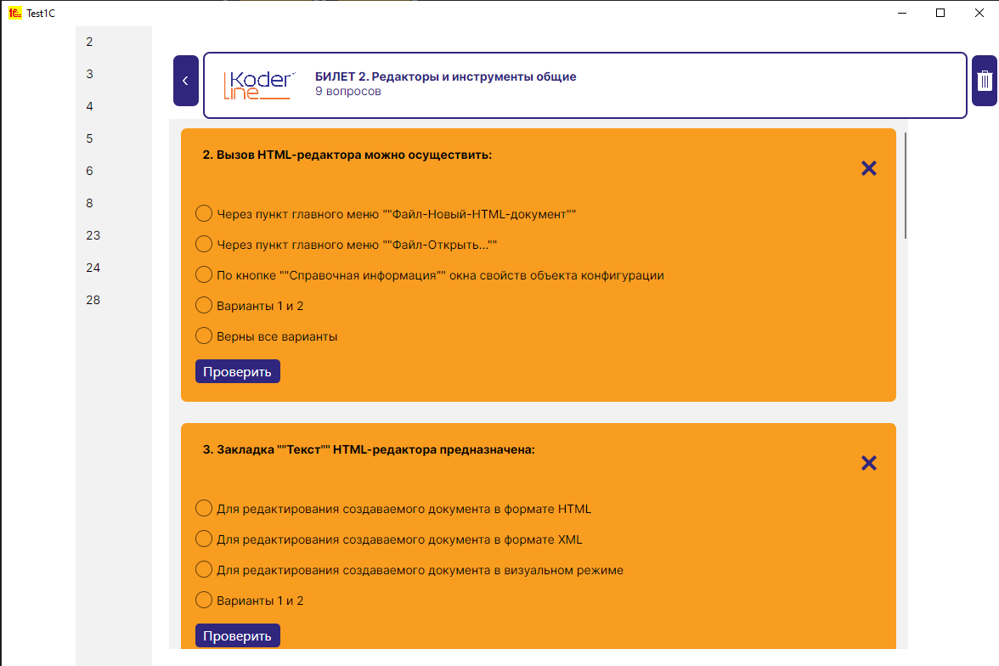 Test1C
2
3
4
5
6
8
23
24
28
Koder
line
БИЛЕТ 2. Редакторы и инструменты общие
9 вопросов
2. Вызов HTML-редактора можно осуществить:
Через пункт главного меню ""Файл-Новый-HTML-документ""
Через пункт главного меню ""Файл-Открыть...""
По кнопке ""Справочная информация"" окна свойств объекта конфигурации
Варианты 1 и 2
Верны все варианты
Проверить
3. Закладка ""Текст"" HTML-редактора предназначена:
Для редактирования создаваемого документа в формате HTML
Для редактирования создаваемого документа в формате XML
Для редактирования создаваемого документа в визуальном режиме
Варианты 1 и 2
Проверить